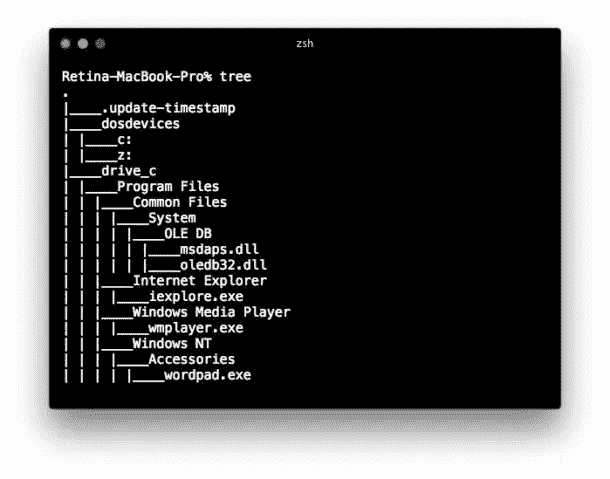 zsh
Retina-MacBook-Pro% tree
.
|____.update-timestamp
|____dosdevices
| |____c:
| |____z:
|____drive_c
| |____Program Files
| | |____Common Files
| | | |____System
| | | | |____OLE DB
| | | | | |____msdaps.dll
| | | | | |____oledb32.dll
| | |____Internet Explorer
| | | |____iexplore.exe
| | |____Windows Media Player
| | | |____wmplayer.exe
| | |____Windows NT
| | | |____Accessories
| | | | |____wordpad.exe